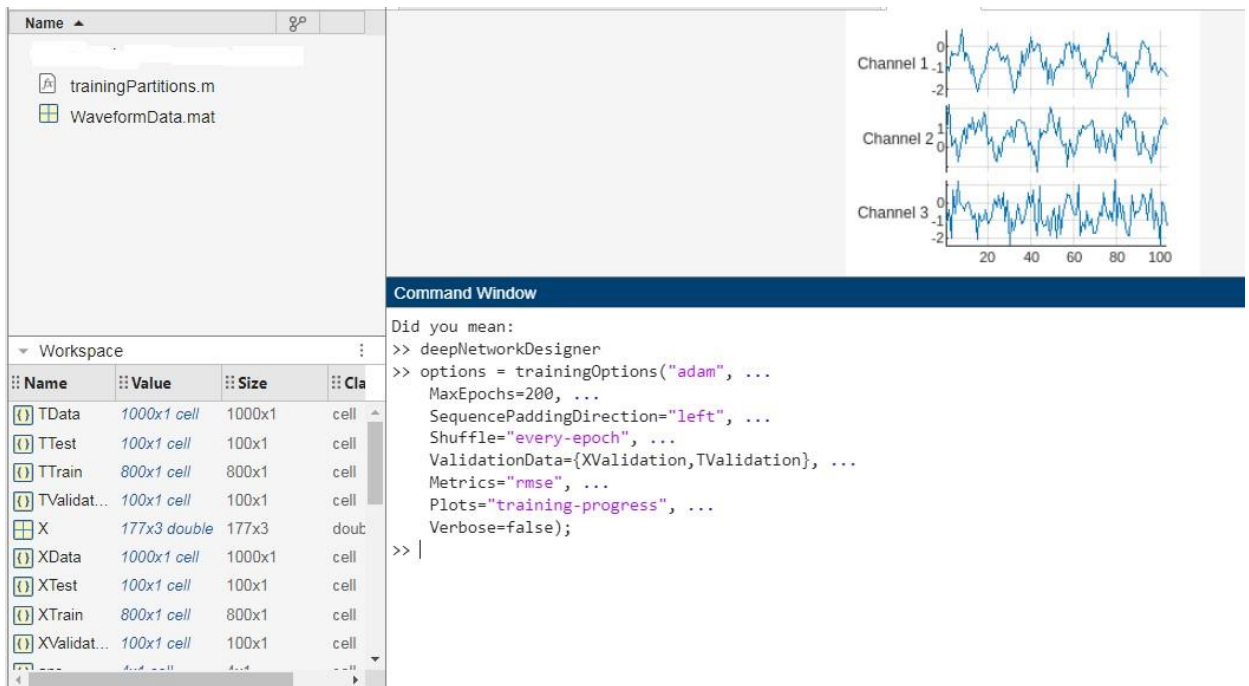 Name
fx trainingPartitions.m
WaveformData.mat
Workspace
Name Value Size Cla
{} TData 1000x1 cell 1000x1 cell
{} TTest 100x1 cell 100x1 cell
{} TTrain 800x1 cell 800x1 cell
{} TValidat... 100x1 cell 100x1 cell
X 177x3 double 177x3 doub
{} XData 1000x1 cell 1000x1 cell
{} XTest 100x1 cell 100x1 cell
{} XTrain 800x1 cell 800x1 cell
{} XValidat... 100x1 cell 100x1 cell
Channel 1
0
-1
-2
Channel 2
1
0
Channel 3
0
-1
-2
20 40 60 80 100
Command Window
Did you mean:
>> deepNetworkDesigner
>> options = trainingOptions("adam", ...
MaxEpochs=200, ...
SequencePaddingDirection="left", ...
Shuffle="every-epoch", ...
ValidationData={XValidation,TValidation}, ...
Metrics="rmse", ...
Plots="training-progress", ...
Verbose=false);
>>